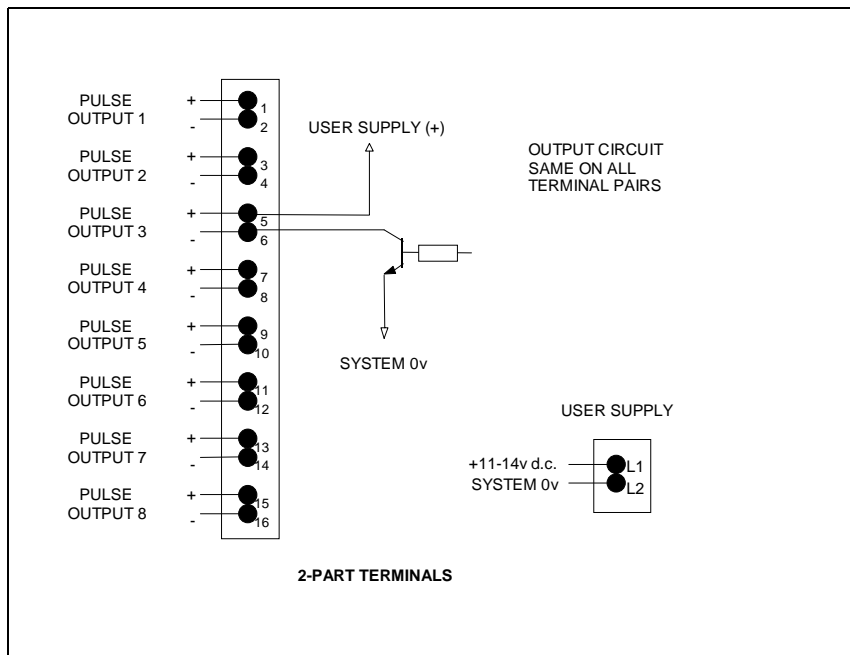 PULSE
OUTPUT 1
+
-
1
2
PULSE
OUTPUT 2
+
-
3
4
PULSE
OUTPUT 3
+
-
5
6
PULSE
OUTPUT 4
+
-
7
8
PULSE
OUTPUT 5
+
-
9
10
PULSE
OUTPUT 6
+
-
11
12
PULSE
OUTPUT 7
+
-
13
14
PULSE
OUTPUT 8
+
-
15
16
USER SUPPLY (+)
SYSTEM 0v
OUTPUT CIRCUIT
SAME ON ALL
TERMINAL PAIRS
USER SUPPLY
+11-14v d.c.
L1
SYSTEM 0v
L2
2-PART TERMINALS